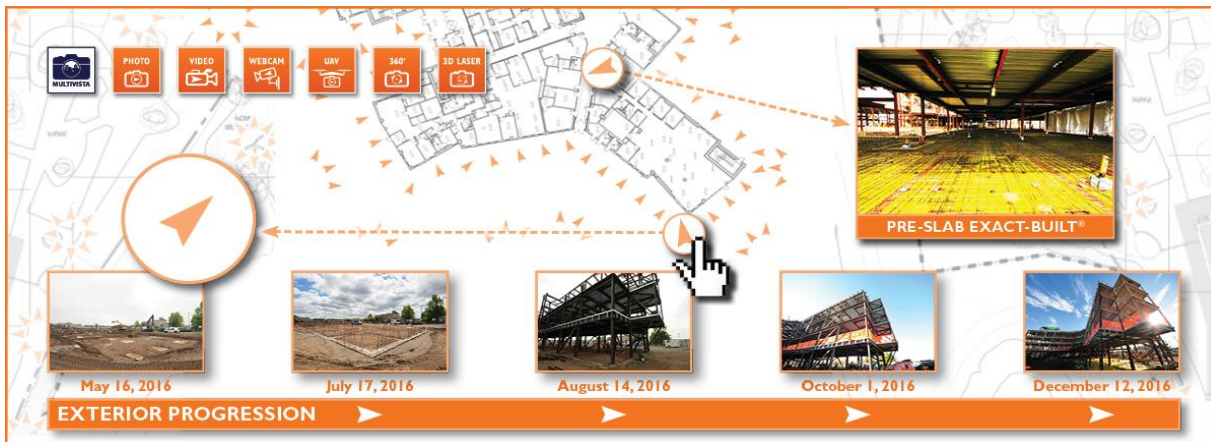 MULTIVISTA
PHOTO
VIDEO
WEBCAM
UAV
360°
3D LASER
PRE-SLAB EXACT-BUILT®
May 16, 2016
July 17, 2016
August 14, 2016
October 1, 2016
December 12, 2016
EXTERIOR PROGRESSION